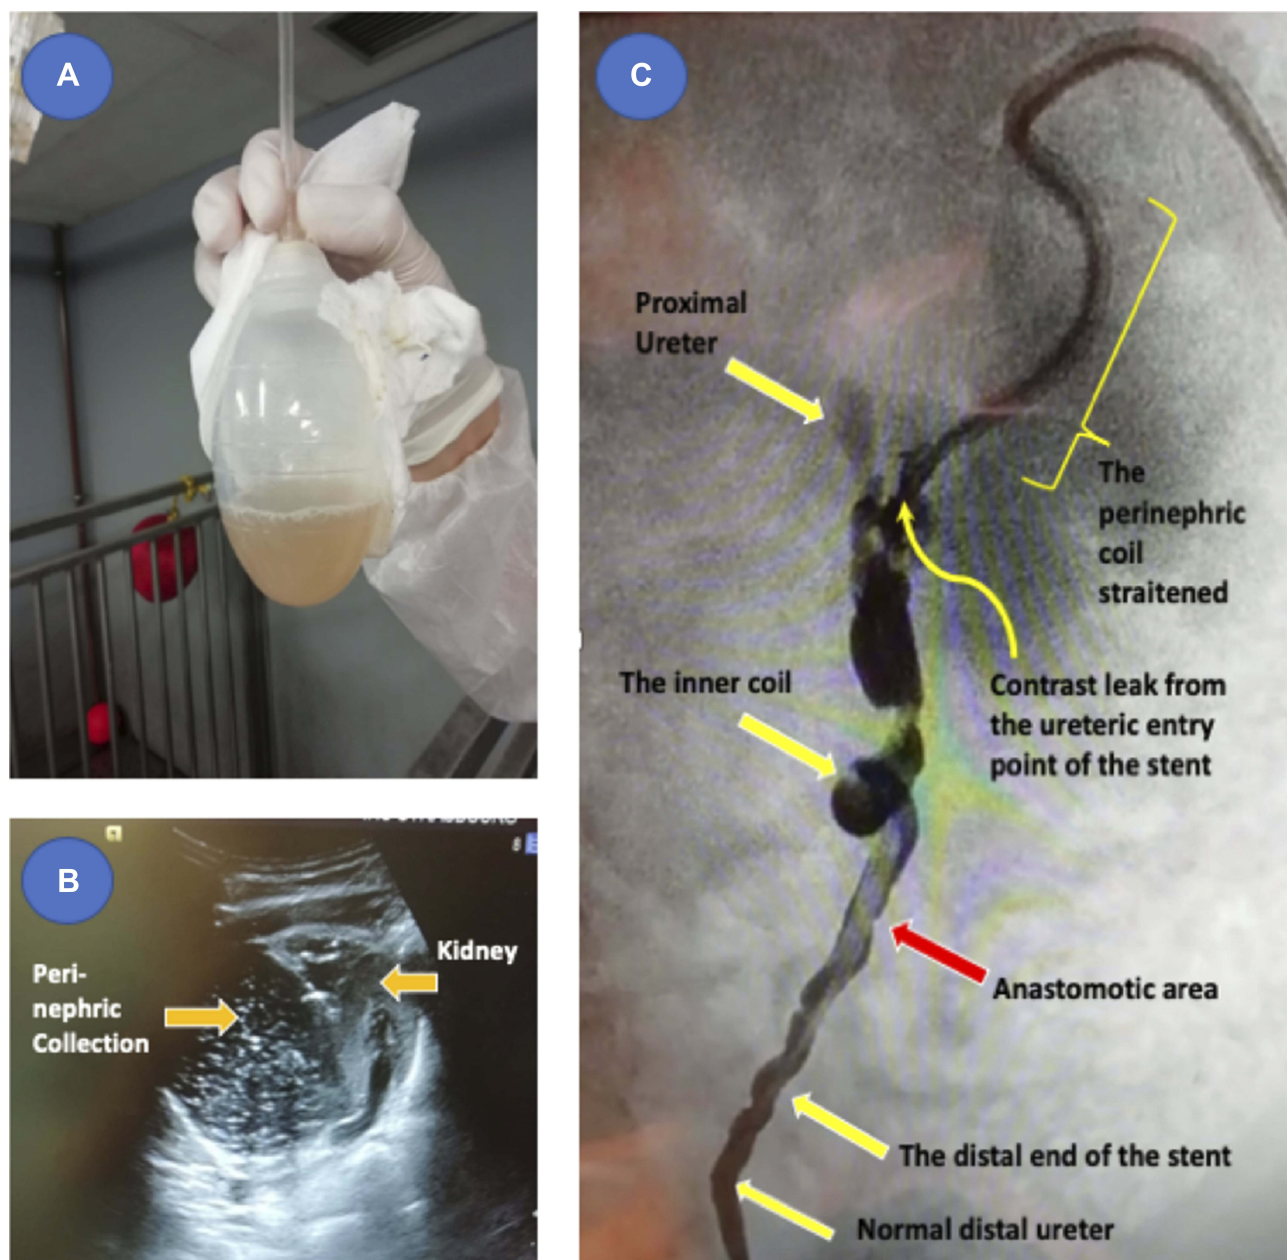 A
B
Peri-
nephric
Collection
Kidney
8
C
Proximal
Ureter
The
perinephric
coil
straitened
The inner coil
Contrast leak from
the ureteric entry
point of the stent
Anastomotic area
The distal end of the stent
Normal distal ureter